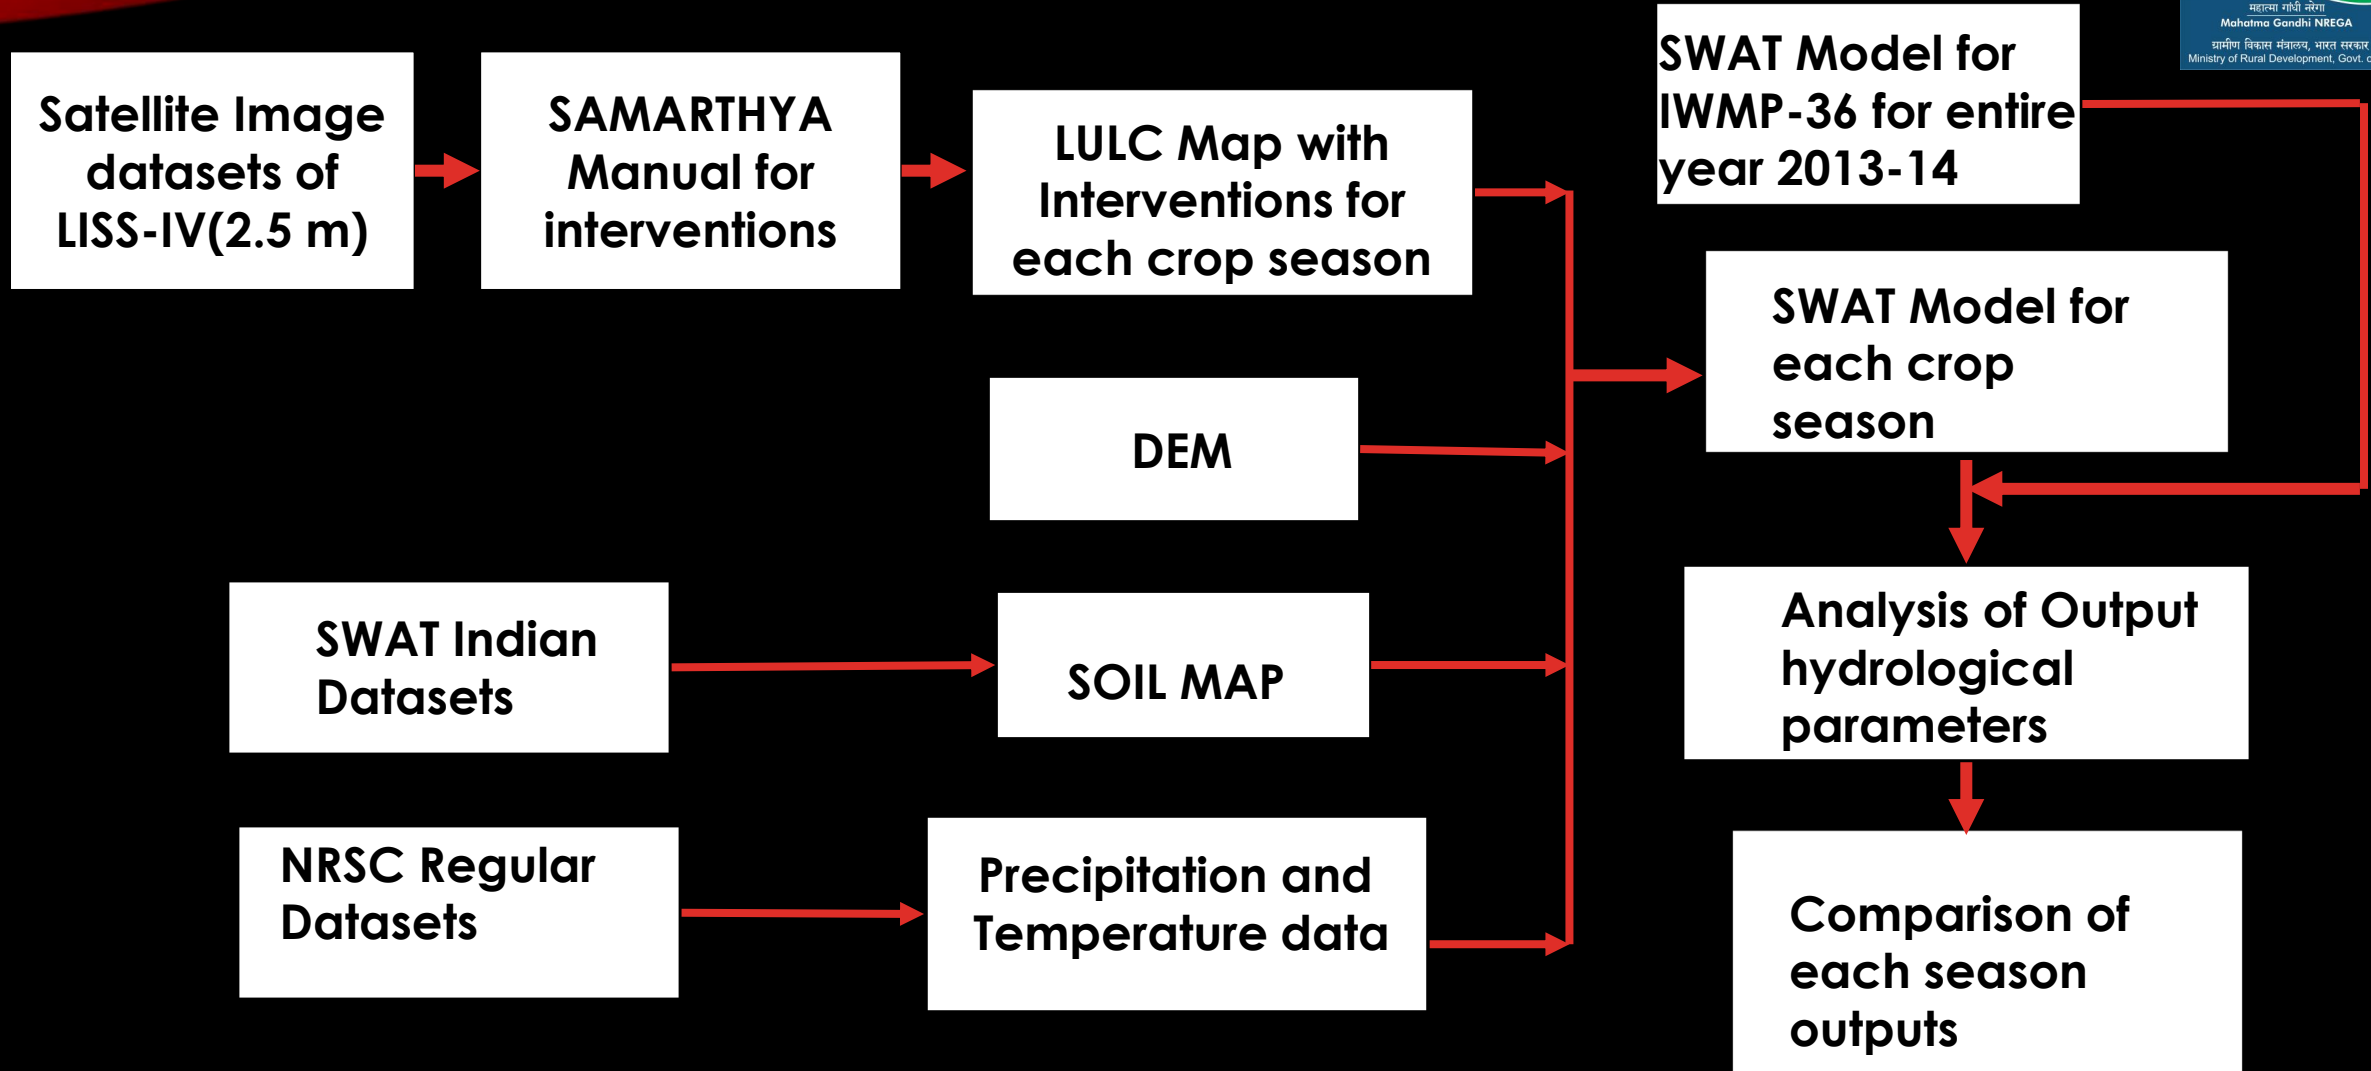 महात्मा गांधी नरेगा
Mahatma Gandhi NREGA
ग्रामीण विकास मंत्रालय, भारत सरकार
Ministry of Rural Development, Govt.
Satellite Image
datasets of
LISS-IV(2.5 m)
SAMARTHYA
Manual for
interventions
LULC Map with
Interventions for
each crop season
SWAT Model for
IWMP-36 for entire
year 2013-14
SWAT Model for
each crop
season
DEM
SWAT Indian
Datasets
SOIL MAP
Analysis of Output
hydrological
parameters
NRSC Regular
Datasets
Precipitation and
Temperature data
Comparison of
each season
outputs